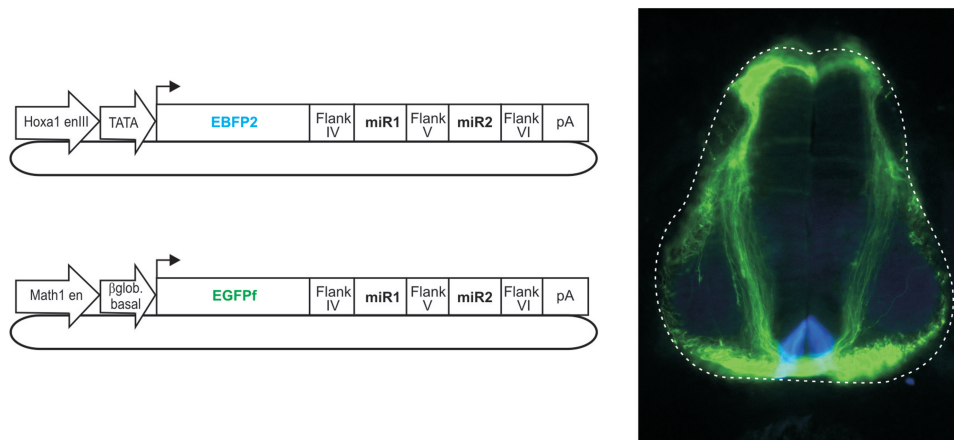 Hoxa1 enIII TATA EBFP2 Flank IV miR1 Flank V miR2 Flank VI pA
Math1 en βglob. basal EGFPf Flank IV miR1 Flank V miR2 Flank VI pA